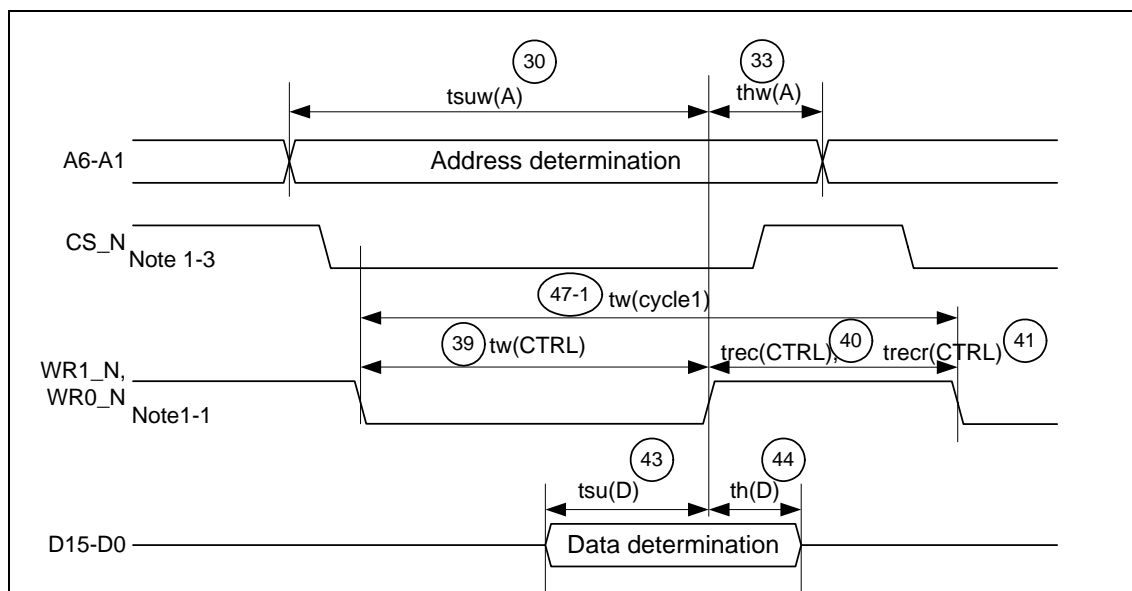 30
33
tsuw(A)
thw(A)
A6-A1
Address determination
CS_N
Note 1-3
47-1
tw(cycle1)
39
tw(CTRL)
trec(CTRL),
40
trecr(CTRL)
41
WR1_N,
WR0_N
Note1-1
43
44
tsu(D)
th(D)
D15-D0
Data determination